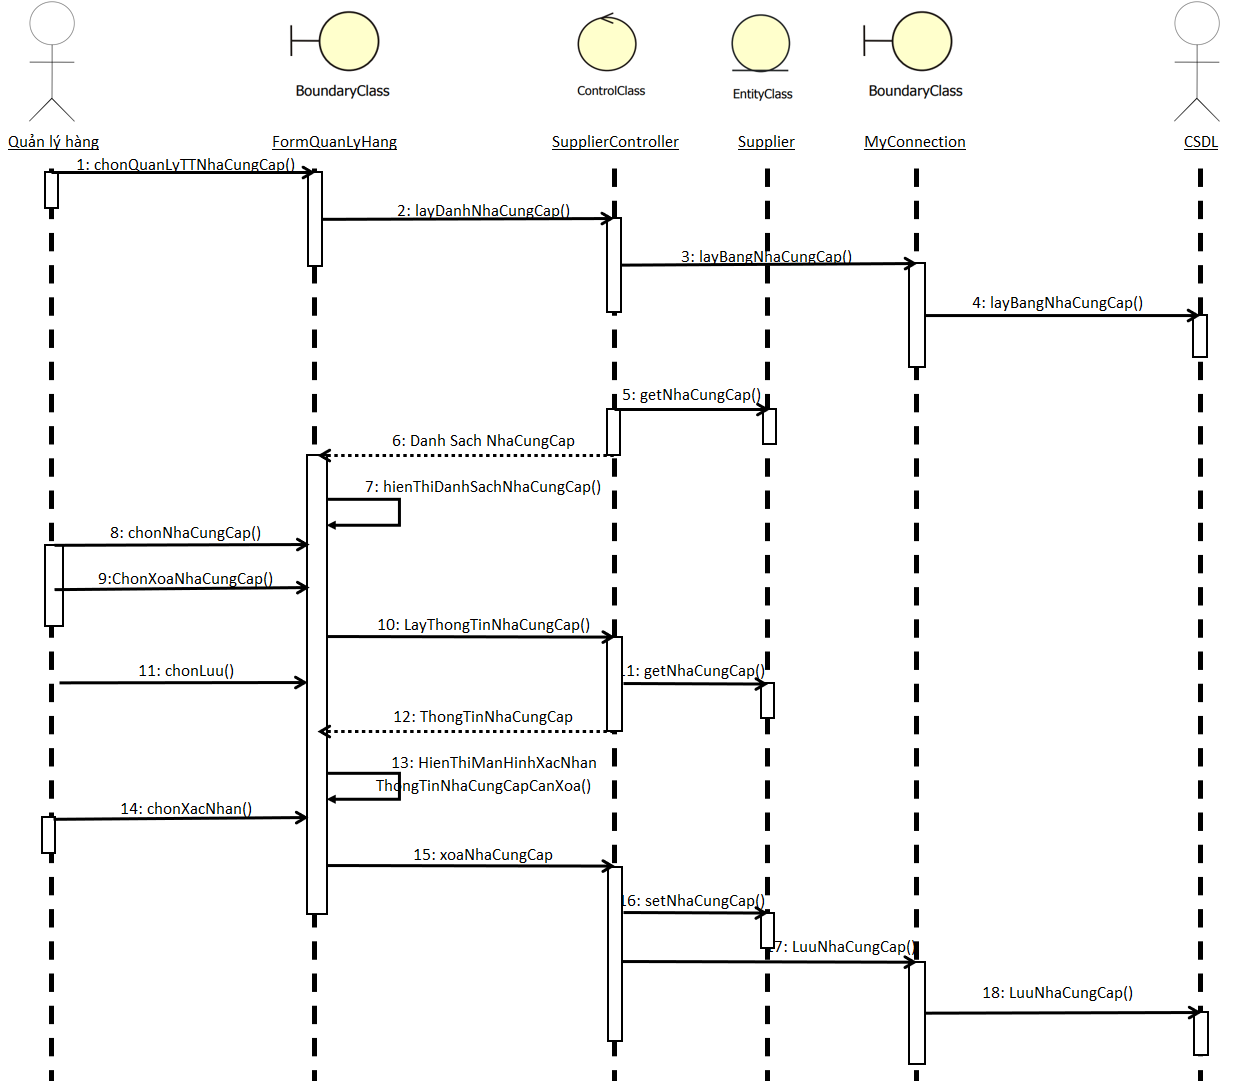 BoundaryClass
ControlClass
EntityClass
BoundaryClass
Quản lý hàng
FormQuanLyHang
SupplierController
Supplier
MyConnection
CSDL
1: chonQuanLyTTNhaCungCap()
2: layDanhNhaCungCap()
3: layBangNhaCungCap()
4: layBangNhaCungCap()
5: getNhaCungCap()
6: Danh Sach NhaCungCap
7: hienThiDanhSachNhaCungCap()
8: chonNhaCungCap()
9:ChonXoaNhaCungCap()
10: LayThongTinNhaCungCap()
11: chonLuu()
11: getNhaCungCap()
12: ThongTinNhaCungCap
13: HienThiManHinhXacNhan
ThongTinNhaCungCapCanXoa()
14: chonXacNhan()
15: xoaNhaCungCap
16: setNhaCungCap()
17: LuuNhaCungCap()
18: LuuNhaCungCap()